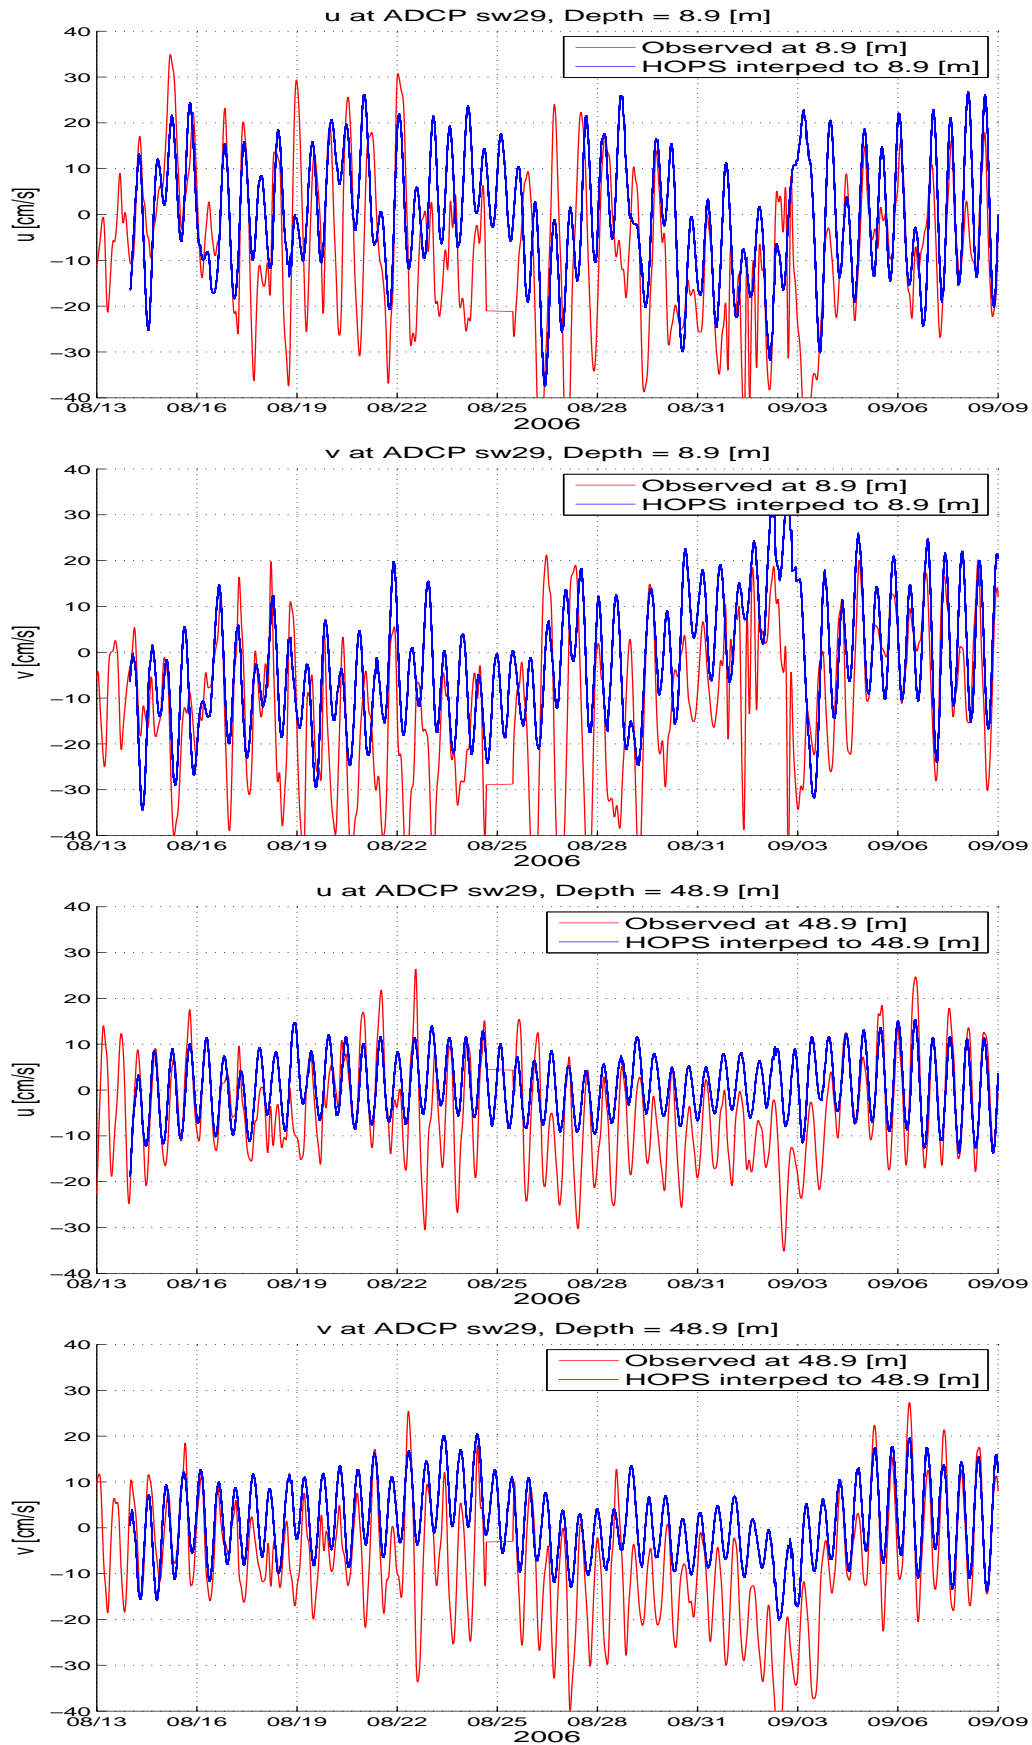 u at ADCP sw29, Depth = 8.9 [m]
Observed at 8.9 [m]
HOPS interped to 8.9 [m]
u [cm/s]
40
30
20
10
0
−10
−20
−30
−40
08/13 08/16 08/19 08/22 08/25 08/28 08/31 09/03 09/06 09/09
2006
v at ADCP sw29, Depth = 8.9 [m]
Observed at 8.9 [m]
HOPS interped to 8.9 [m]
v [cm/s]
40
30
20
10
0
−10
−20
−30
−40
08/13 08/16 08/19 08/22 08/25 08/28 08/31 09/03 09/06 09/09
2006
u at ADCP sw29, Depth = 48.9 [m]
Observed at 48.9 [m]
HOPS interped to 48.9 [m]
u [cm/s]
40
30
20
10
0
−10
−20
−30
−40
08/13 08/16 08/19 08/22 08/25 08/28 08/31 09/03 09/06 09/09
2006
v at ADCP sw29, Depth = 48.9 [m]
Observed at 48.9 [m]
HOPS interped to 48.9 [m]
v [cm/s]
40
30
20
10
0
−10
−20
−30
−40
08/13 08/16 08/19 08/22 08/25 08/28 08/31 09/03 09/06 09/09
2006